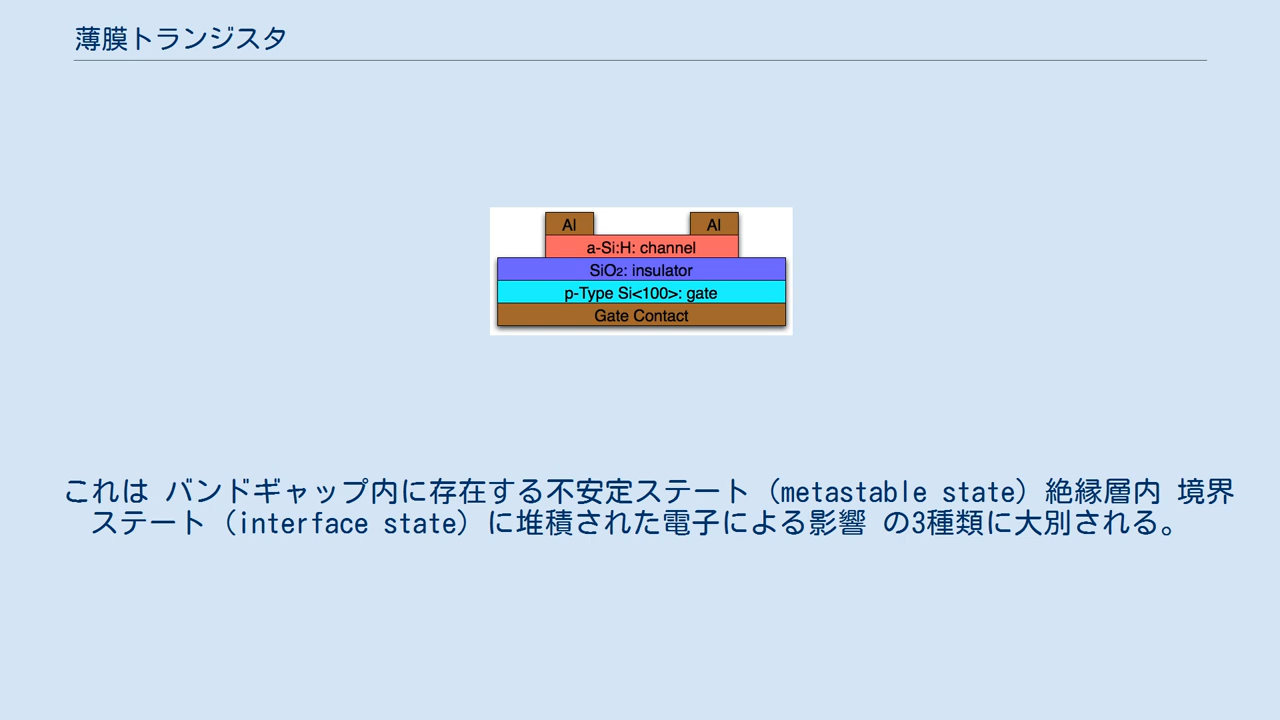 薄膜トランジスタ
Al Al
a-Si:H: channel
SiO2: insulator
p-Type Si<100>: gate
Gate Contact
これは バンドギャップ内に存在する不安定ステート（metastable state）絶縁層内 境界
ステート（interface state）に堆積された電子による影響 の3種類に大別される。